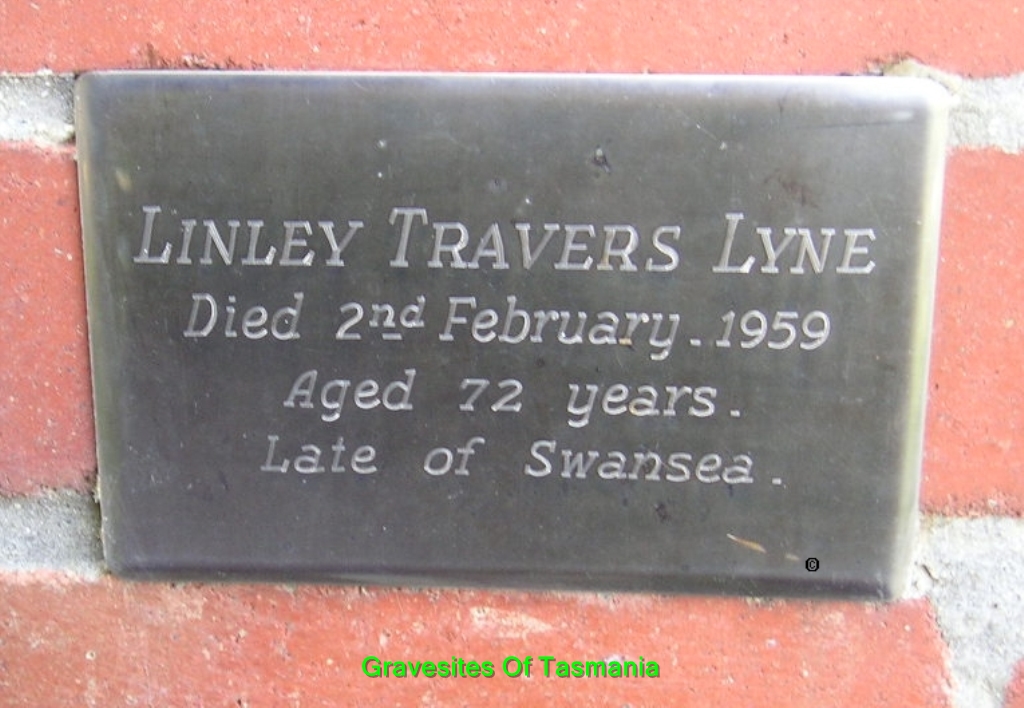 LINLEY TRAVERS LYNE
Died 2nd February. 1959
Aged 72 years.
Late of Swansea.
©
Gravesites Of Tasmania